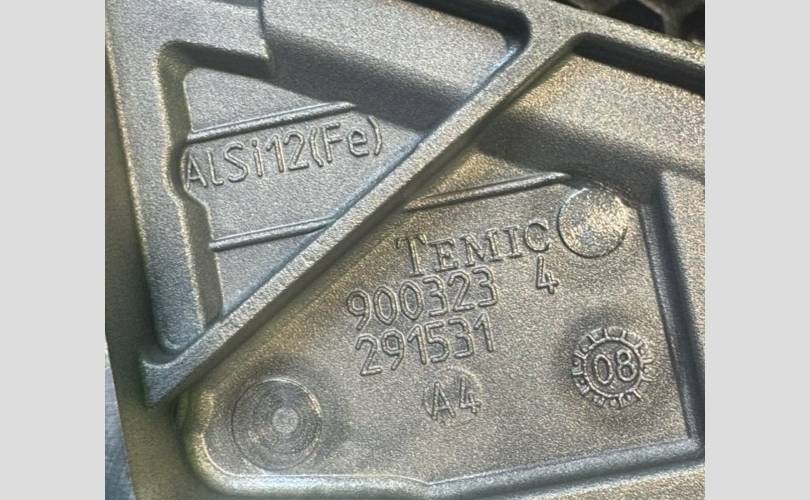 AlSi12(Fe)
TEMIC
900323 4
291531
A4
08